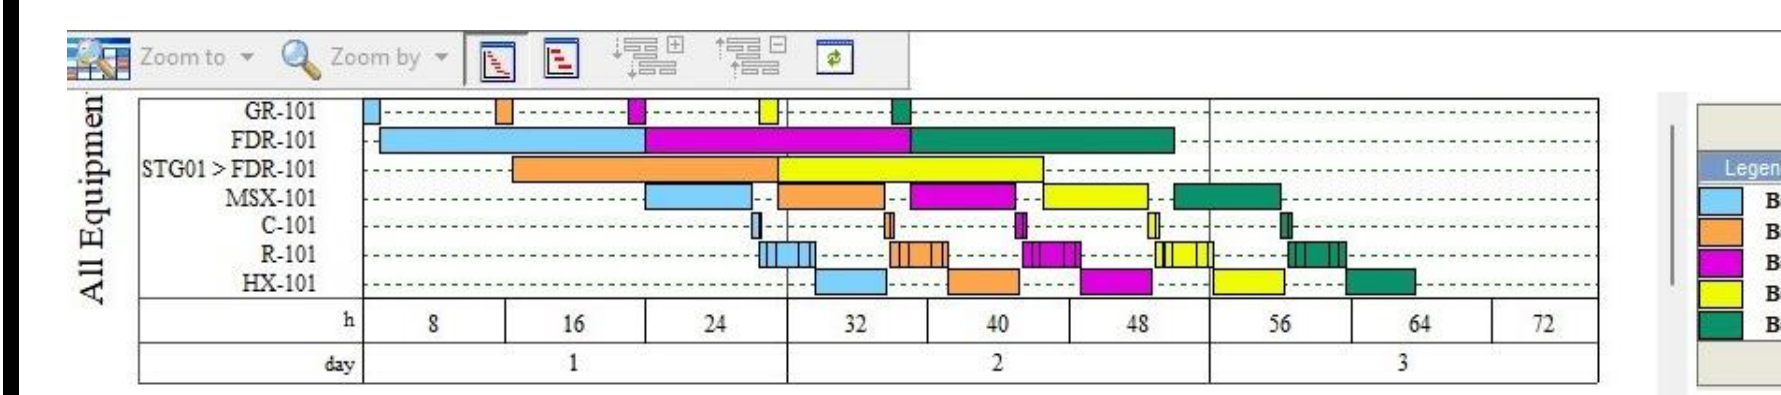 Zoom to
Zoom by
All Equipmen
GR-101
FDR-101
STG01 > FDR-101
MSX-101
C-101
R-101
HX-101
h 8 16 24 32 40 48 56 64 72
day 1 2 3
Legen
B
B
B
B
B